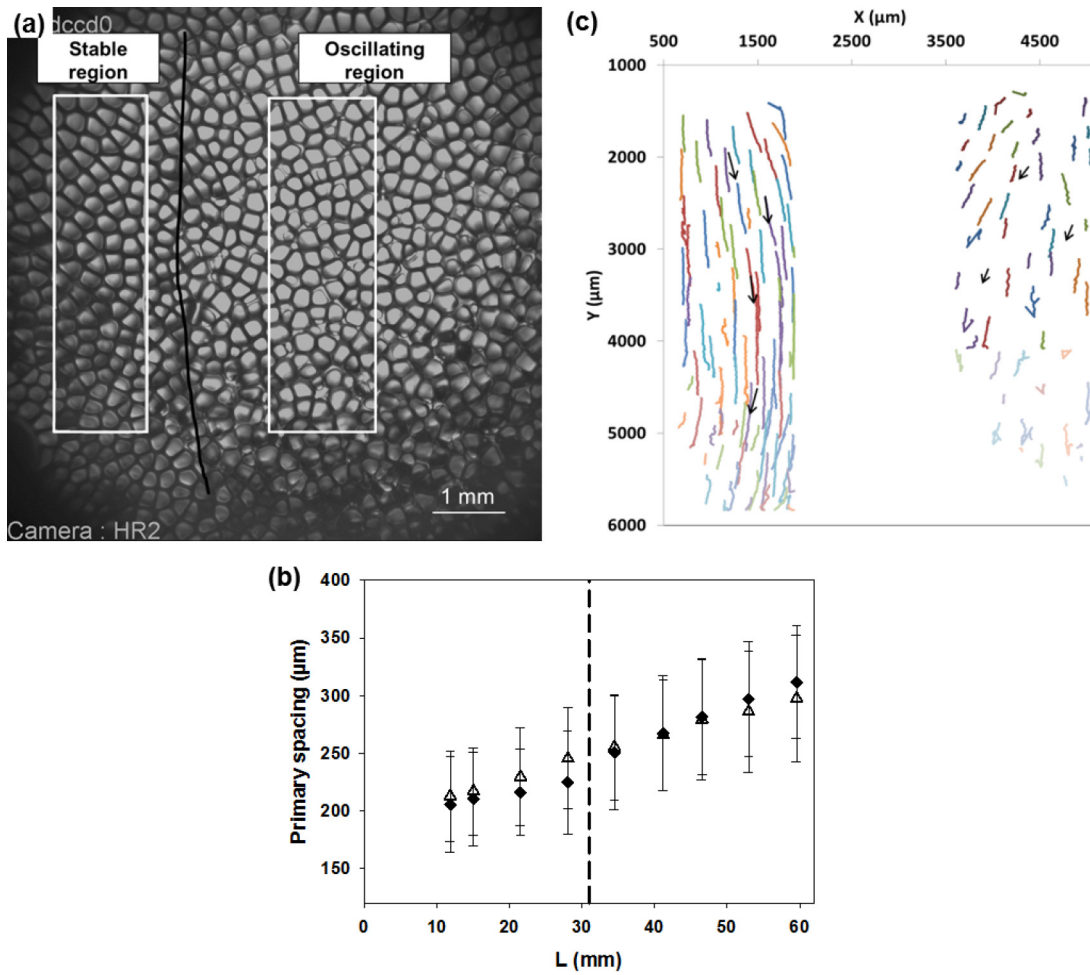 (a)
dccd0
Stable
region
Oscillating
region
1 mm
Camera : HR2
(c)
X (µm)
500 1500 2500 3500 4500
1000
2000
3000
4000
5000
6000
Y (µm)
(b)
400
350
300
250
200
150
Primary spacing (µm)
0 10 20 30 40 50 60
L (mm)